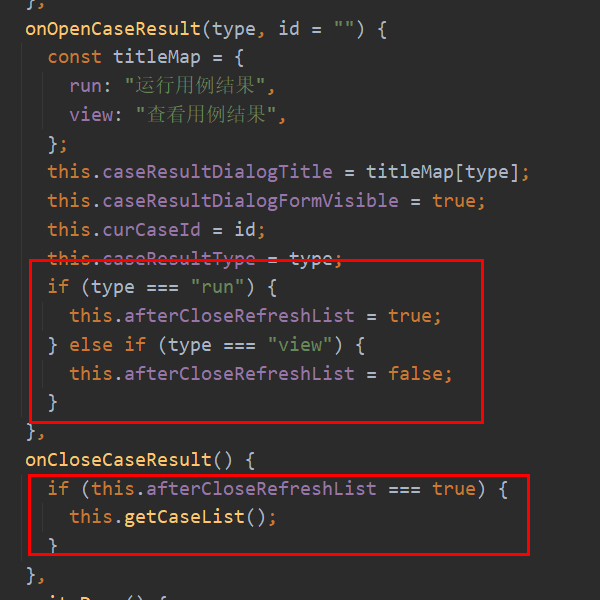 },
onOpenCaseResult(type, id = "") {
const titleMap = {
run: "运行用例结果",
view: "查看用例结果",
};
this.caseResultDialogTitle = titleMap[type];
this.caseResultDialogFormVisible = true;
this.curCaseId = id;
this.caseResultType = type;
if (type === "run") {
this.afterCloseRefreshList = true;
} else if (type === "view") {
this.afterCloseRefreshList = false;
}
},
onCloseCaseResult() {
if (this.afterCloseRefreshList === true) {
this.getCaseList();
}
},